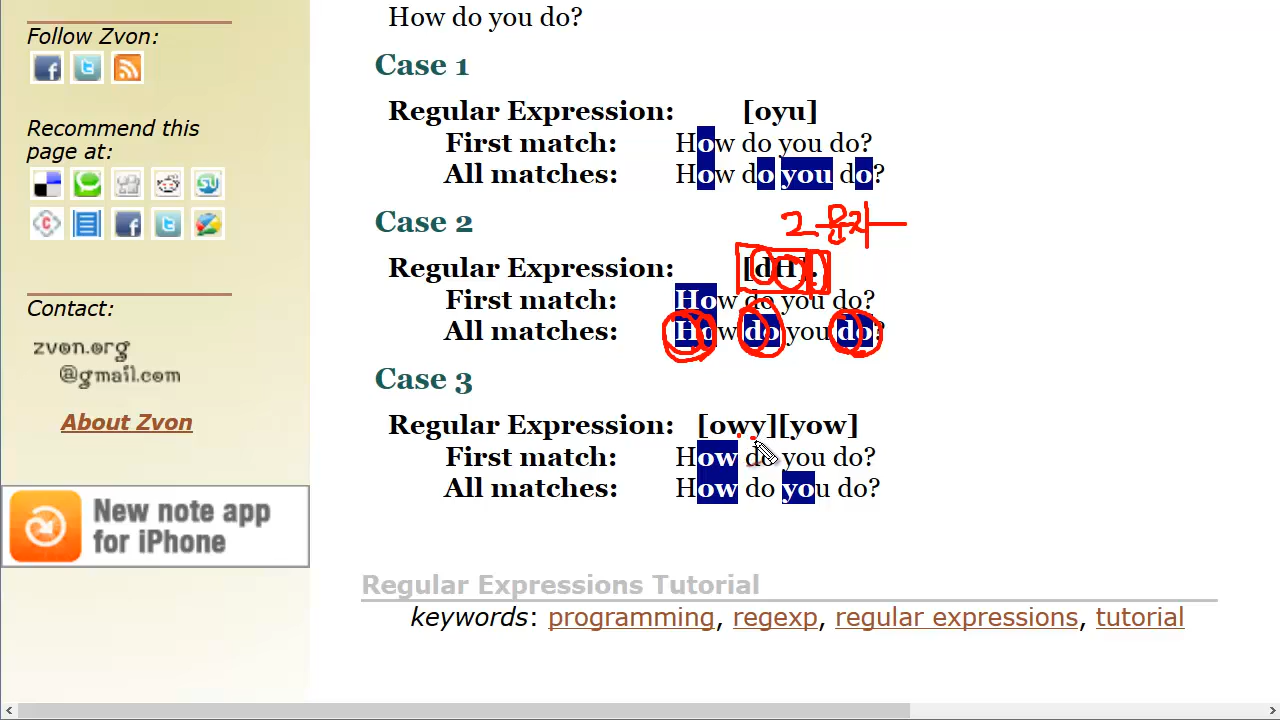 How do you do?
Follow Zvon:
Case 1
Regular Expression: [oyu]
First match: How do you do?
All matches: How do you do?
Recommend this
page at:
Case 2
2문자
Regular Expression: [dH].
First match: How do you do?
All matches: How do you do?
Contact:
zvon.org
@gmail.com
About Zvon
Case 3
Regular Expression: [owy][yow]
First match: How do you do?
All matches: How do you do?
New note app
for iPhone
Regular Expressions Tutorial
keywords: programming, regexp, regular expressions, tutorial